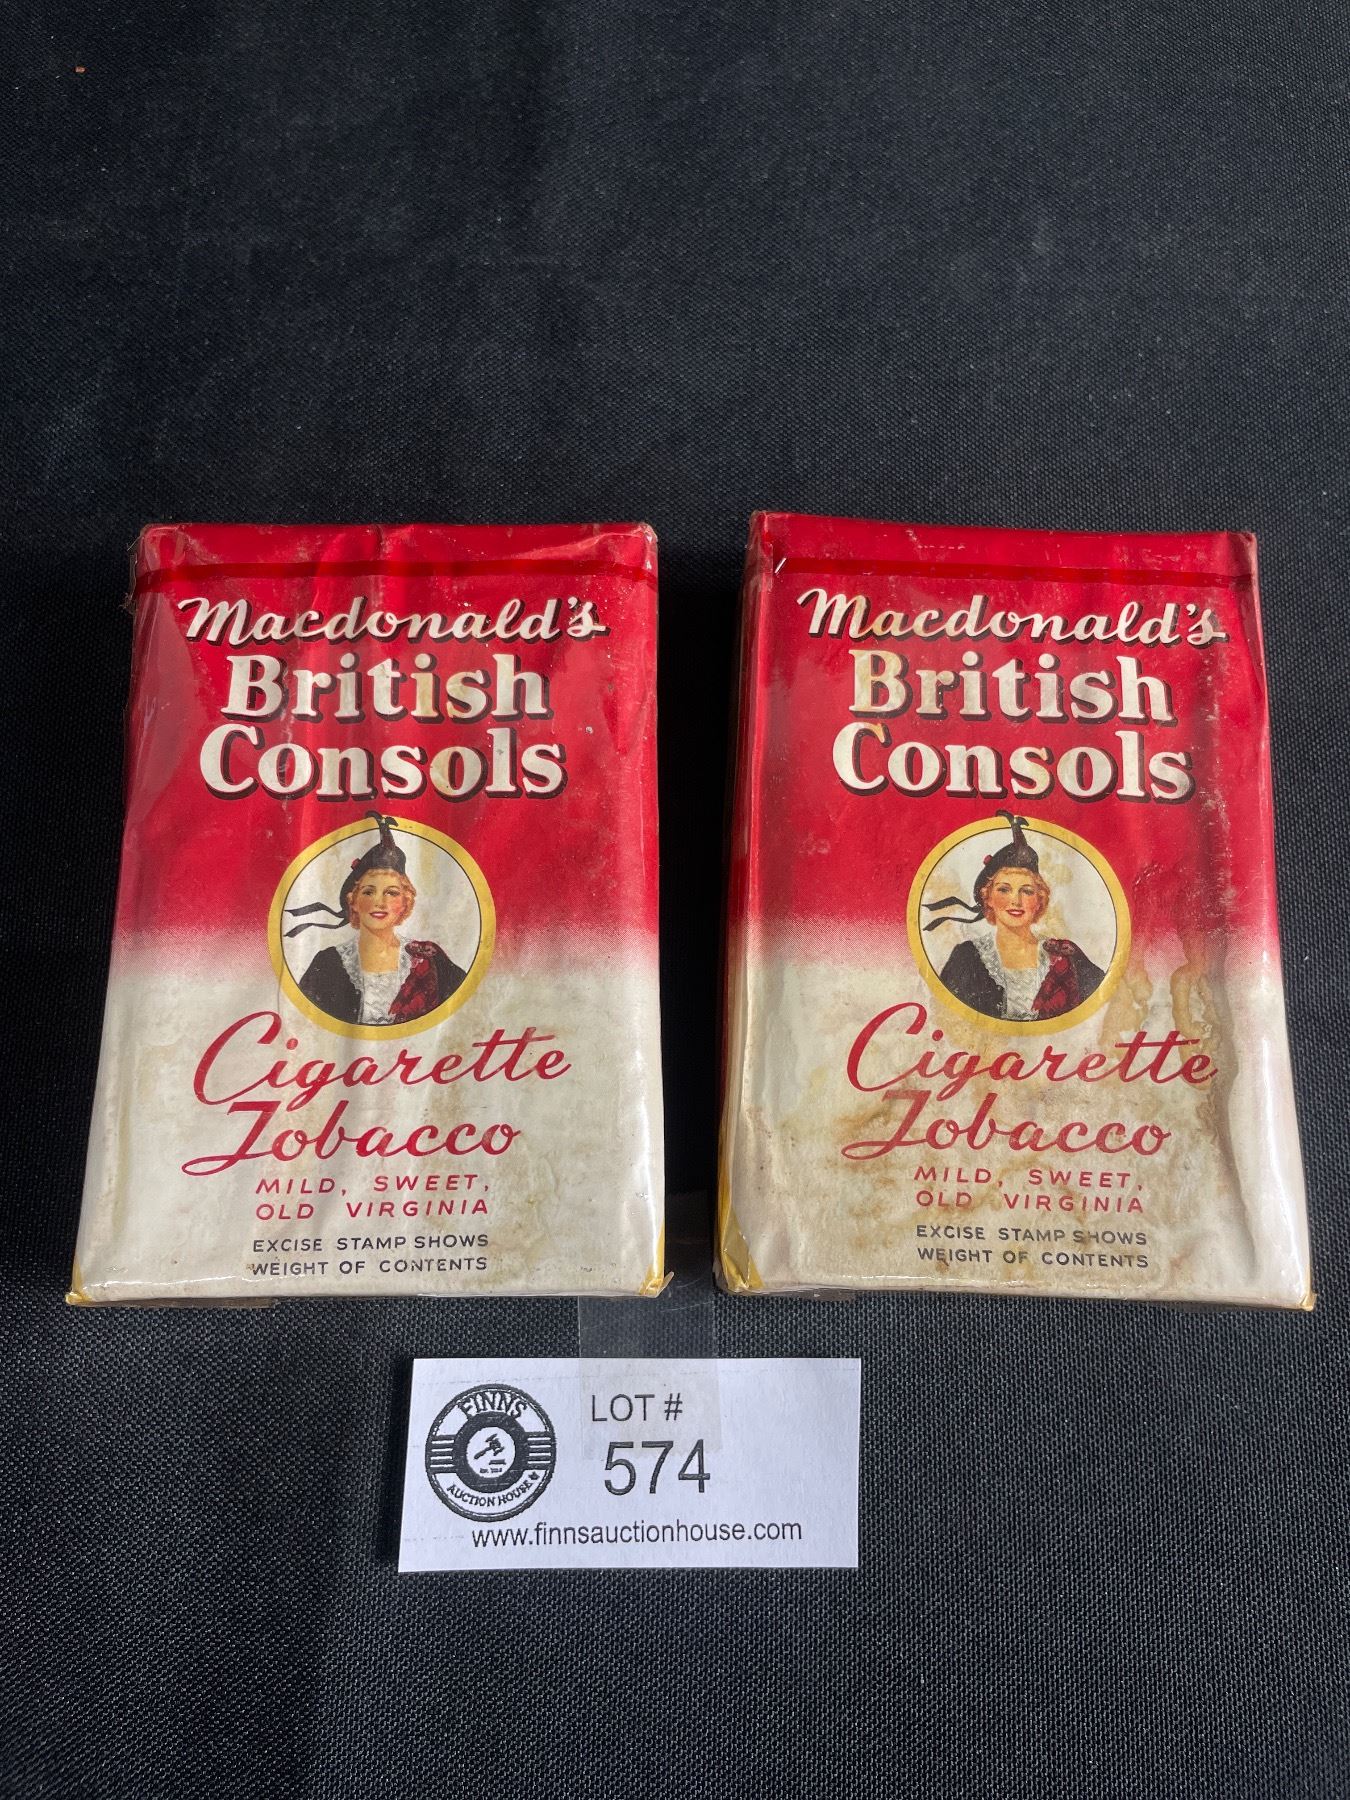 Macdonald's
British
Consols
Cigarette
Tobacco
MILD, SWEET,
OLD VIRGINIA
EXCISE STAMP SHOWS
WEIGHT OF CONTENTS
Macdonald's
British
Consols
Cigarette
Tobacco
MILD, SWEET,
OLD VIRGINIA
EXCISE STAMP SHOWS
WEIGHT OF CONTENTS
FINNS
AUCTION HOUSE
LOT #
574
www.finnsauctionhouse.com